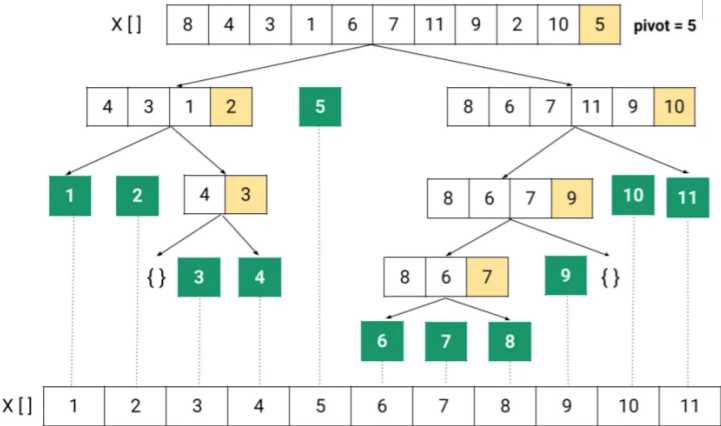 X [ ] 8 4 3 1 6 7 11 9 2 10 5 pivot = 5
4 3 1 2 5 8 6 7 11 9 10
1 2 4 3 8 6 7 9 10 11
{ } 3 4 8 6 7 9 { }
6 7 8
X [ ] 1 2 3 4 5 6 7 8 9 10 11